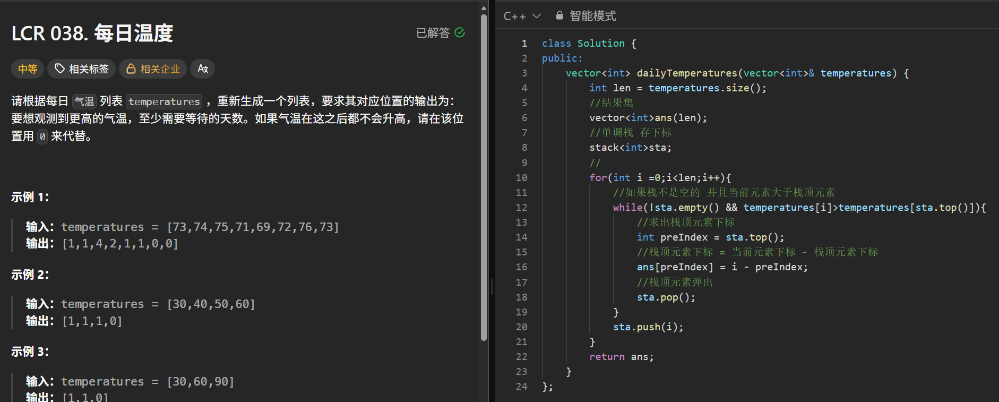 LCR 038. 每日温度
已解答
中等 相关标签 相关企业
请根据每日 气温 列表 temperatures ，重新生成一个列表，要求其对应位置的输出为：
要想观测到更高的气温，至少需要等待的天数。如果气温在这之后都不会升高，请在该位
置用 0 来代替。
示例 1：
输入：temperatures = [73,74,75,71,69,72,76,73]
输出：[1,1,4,2,1,1,0,0]
示例 2：
输入：temperatures = [30,40,50,60]
输出：[1,1,1,0]
示例 3：
输入：temperatures = [30,60,90]
输出：[1,1,0]
C++ 智能模式
1 class Solution {
2 public:
3 vector<int> dailyTemperatures(vector<int>& temperatures) {
4 int len = temperatures.size();
5 //结果集
6 vector<int>ans(len);
7 //单调栈 存下标
8 stack<int>sta;
9 //
10 for(int i =0;i<len;i++){
11 //如果栈不是空的 并且当前元素大于栈顶元素
12 while(!sta.empty() && temperatures[i]>temperatures[sta.top()]){
13 //求出栈顶元素下标
14 int preIndex = sta.top();
15 //栈顶元素下标 = 当前元素下标 - 栈顶元素下标
16 ans[preIndex] = i - preIndex;
17 //栈顶元素弹出
18 sta.pop();
19 }
20 sta.push(i);
21 }
22 return ans;
23 }
24 };